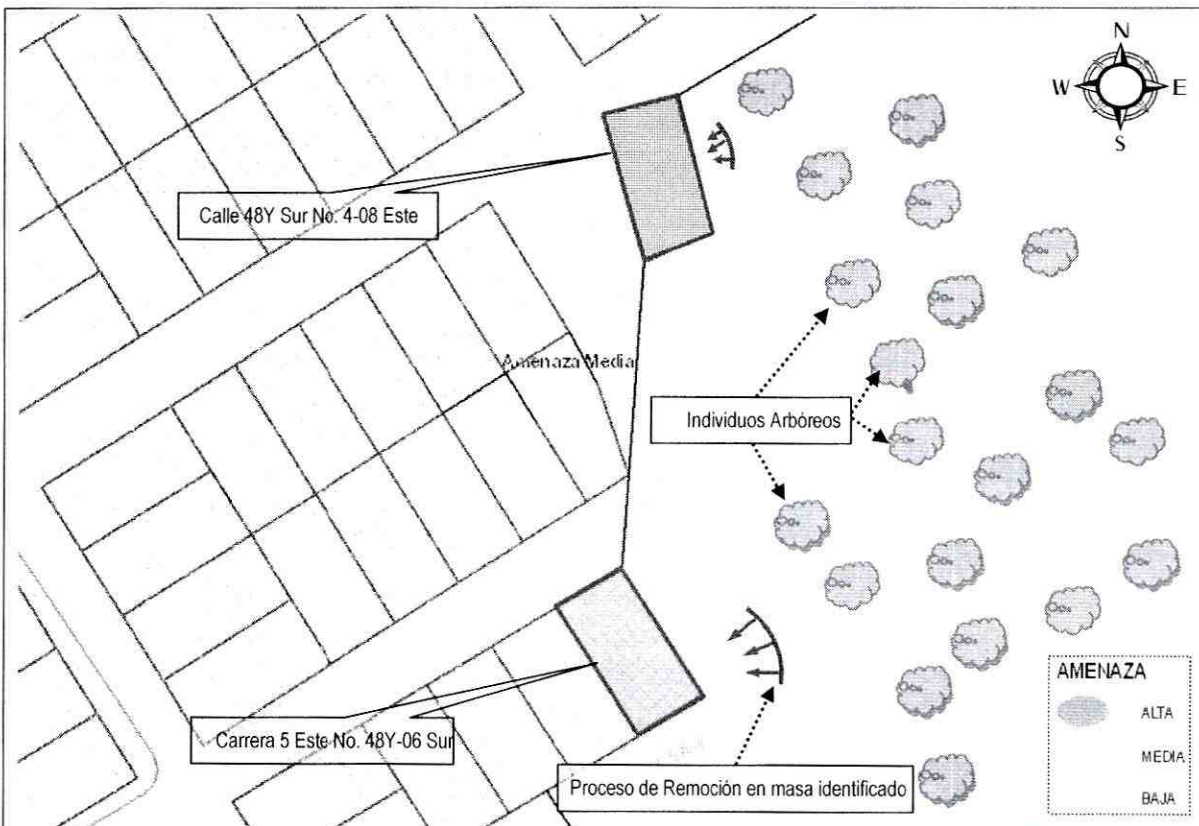 N
W E
S
Calle 48Y Sur No. 4-08 Este
Amenaza Media
Individuos Arbóreos
Carrera 5 Este No. 48Y-06 Sur
Proceso de Remoción en masa identificado
AMENAZA
ALTA
MEDIA
BAJA